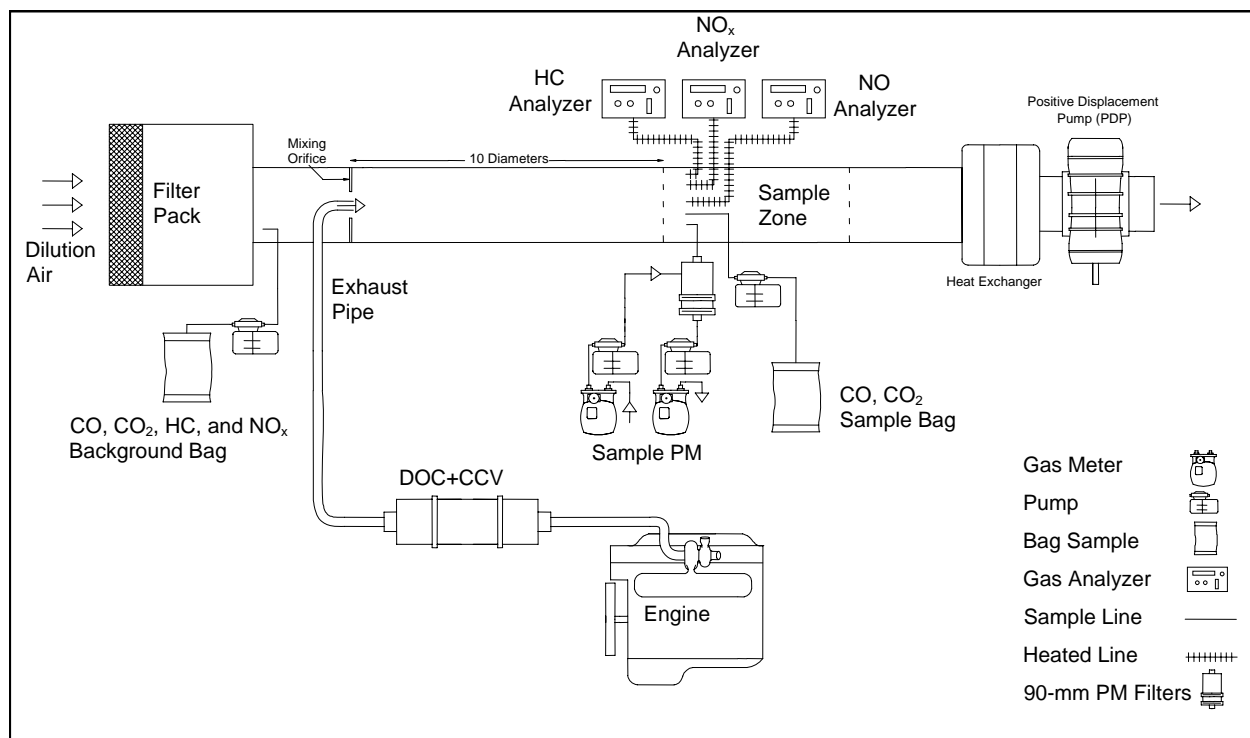 NOₓ
Analyzer
HC
Analyzer
NO
Analyzer
Positive Displacement
Pump (PDP)
Mixing
Orifice
10 Diameters
Filter
Pack
Sample
Zone
Dilution
Air
Heat Exchanger
Exhaust
Pipe
CO, CO₂, HC, and NOₓ
Background Bag
CO, CO₂
Sample Bag
Sample PM
DOC+CCV
Engine
Gas Meter
Pump
Bag Sample
Gas Analyzer
Sample Line
Heated Line
90-mm PM Filters